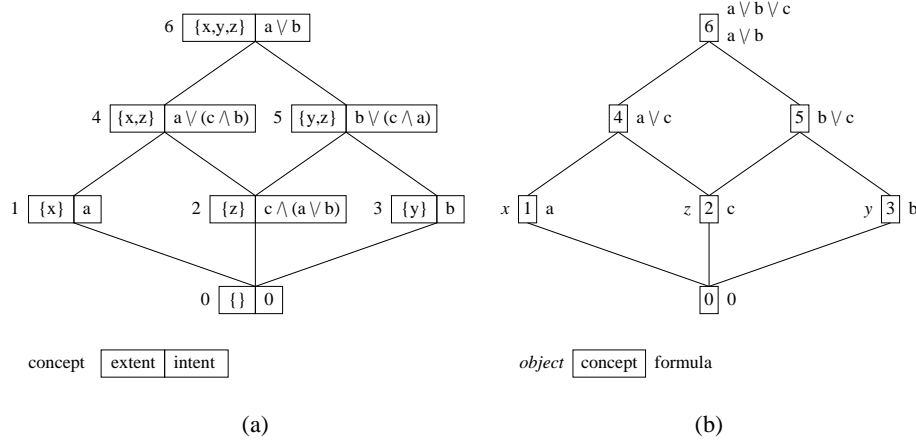 6 {x,y,z} a \/ b
4 {x,z} a \/ (c /\ b)
5 {y,z} b \/ (c /\ a)
1 {x} a
2 {z} c /\ (a \/ b)
3 {y} b
0 {} 0
concept extent intent
(a)
a \/ b \/ c
6 a \/ b
4 a \/ c
5 b \/ c
x 1 a
z 2 c
y 3 b
0 0
object concept formula
(b)